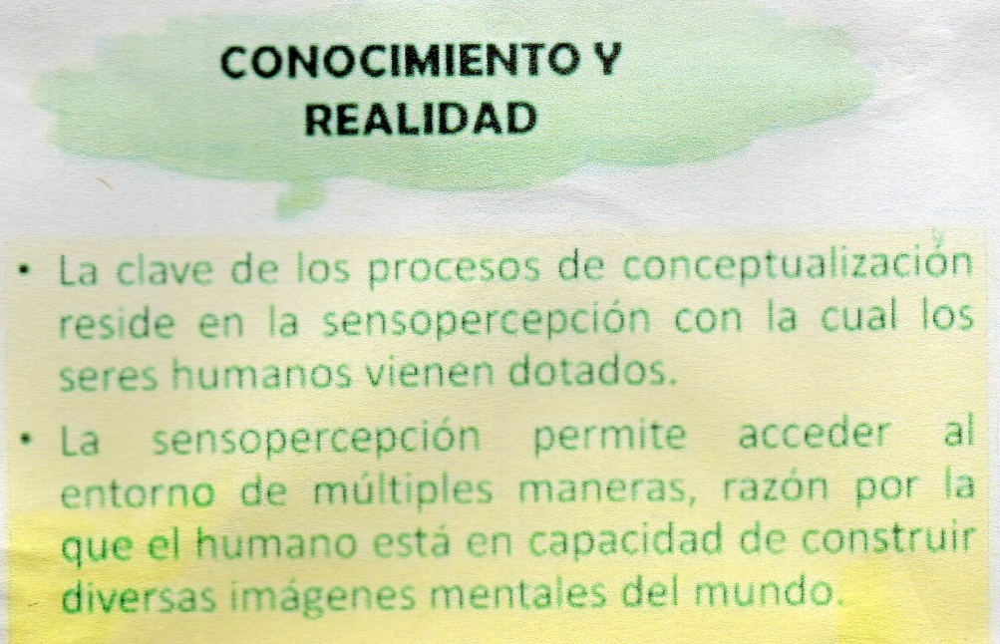 CONOCIMIENTO Y
REALIDAD
• La clave de los procesos de conceptualización
reside en la sensopercepción con la cual los
seres humanos vienen dotados.
• La sensopercepción permite acceder al
entorno de múltiples maneras, razón por la
que el humano está en capacidad de construir
diversas imágenes mentales del mundo.